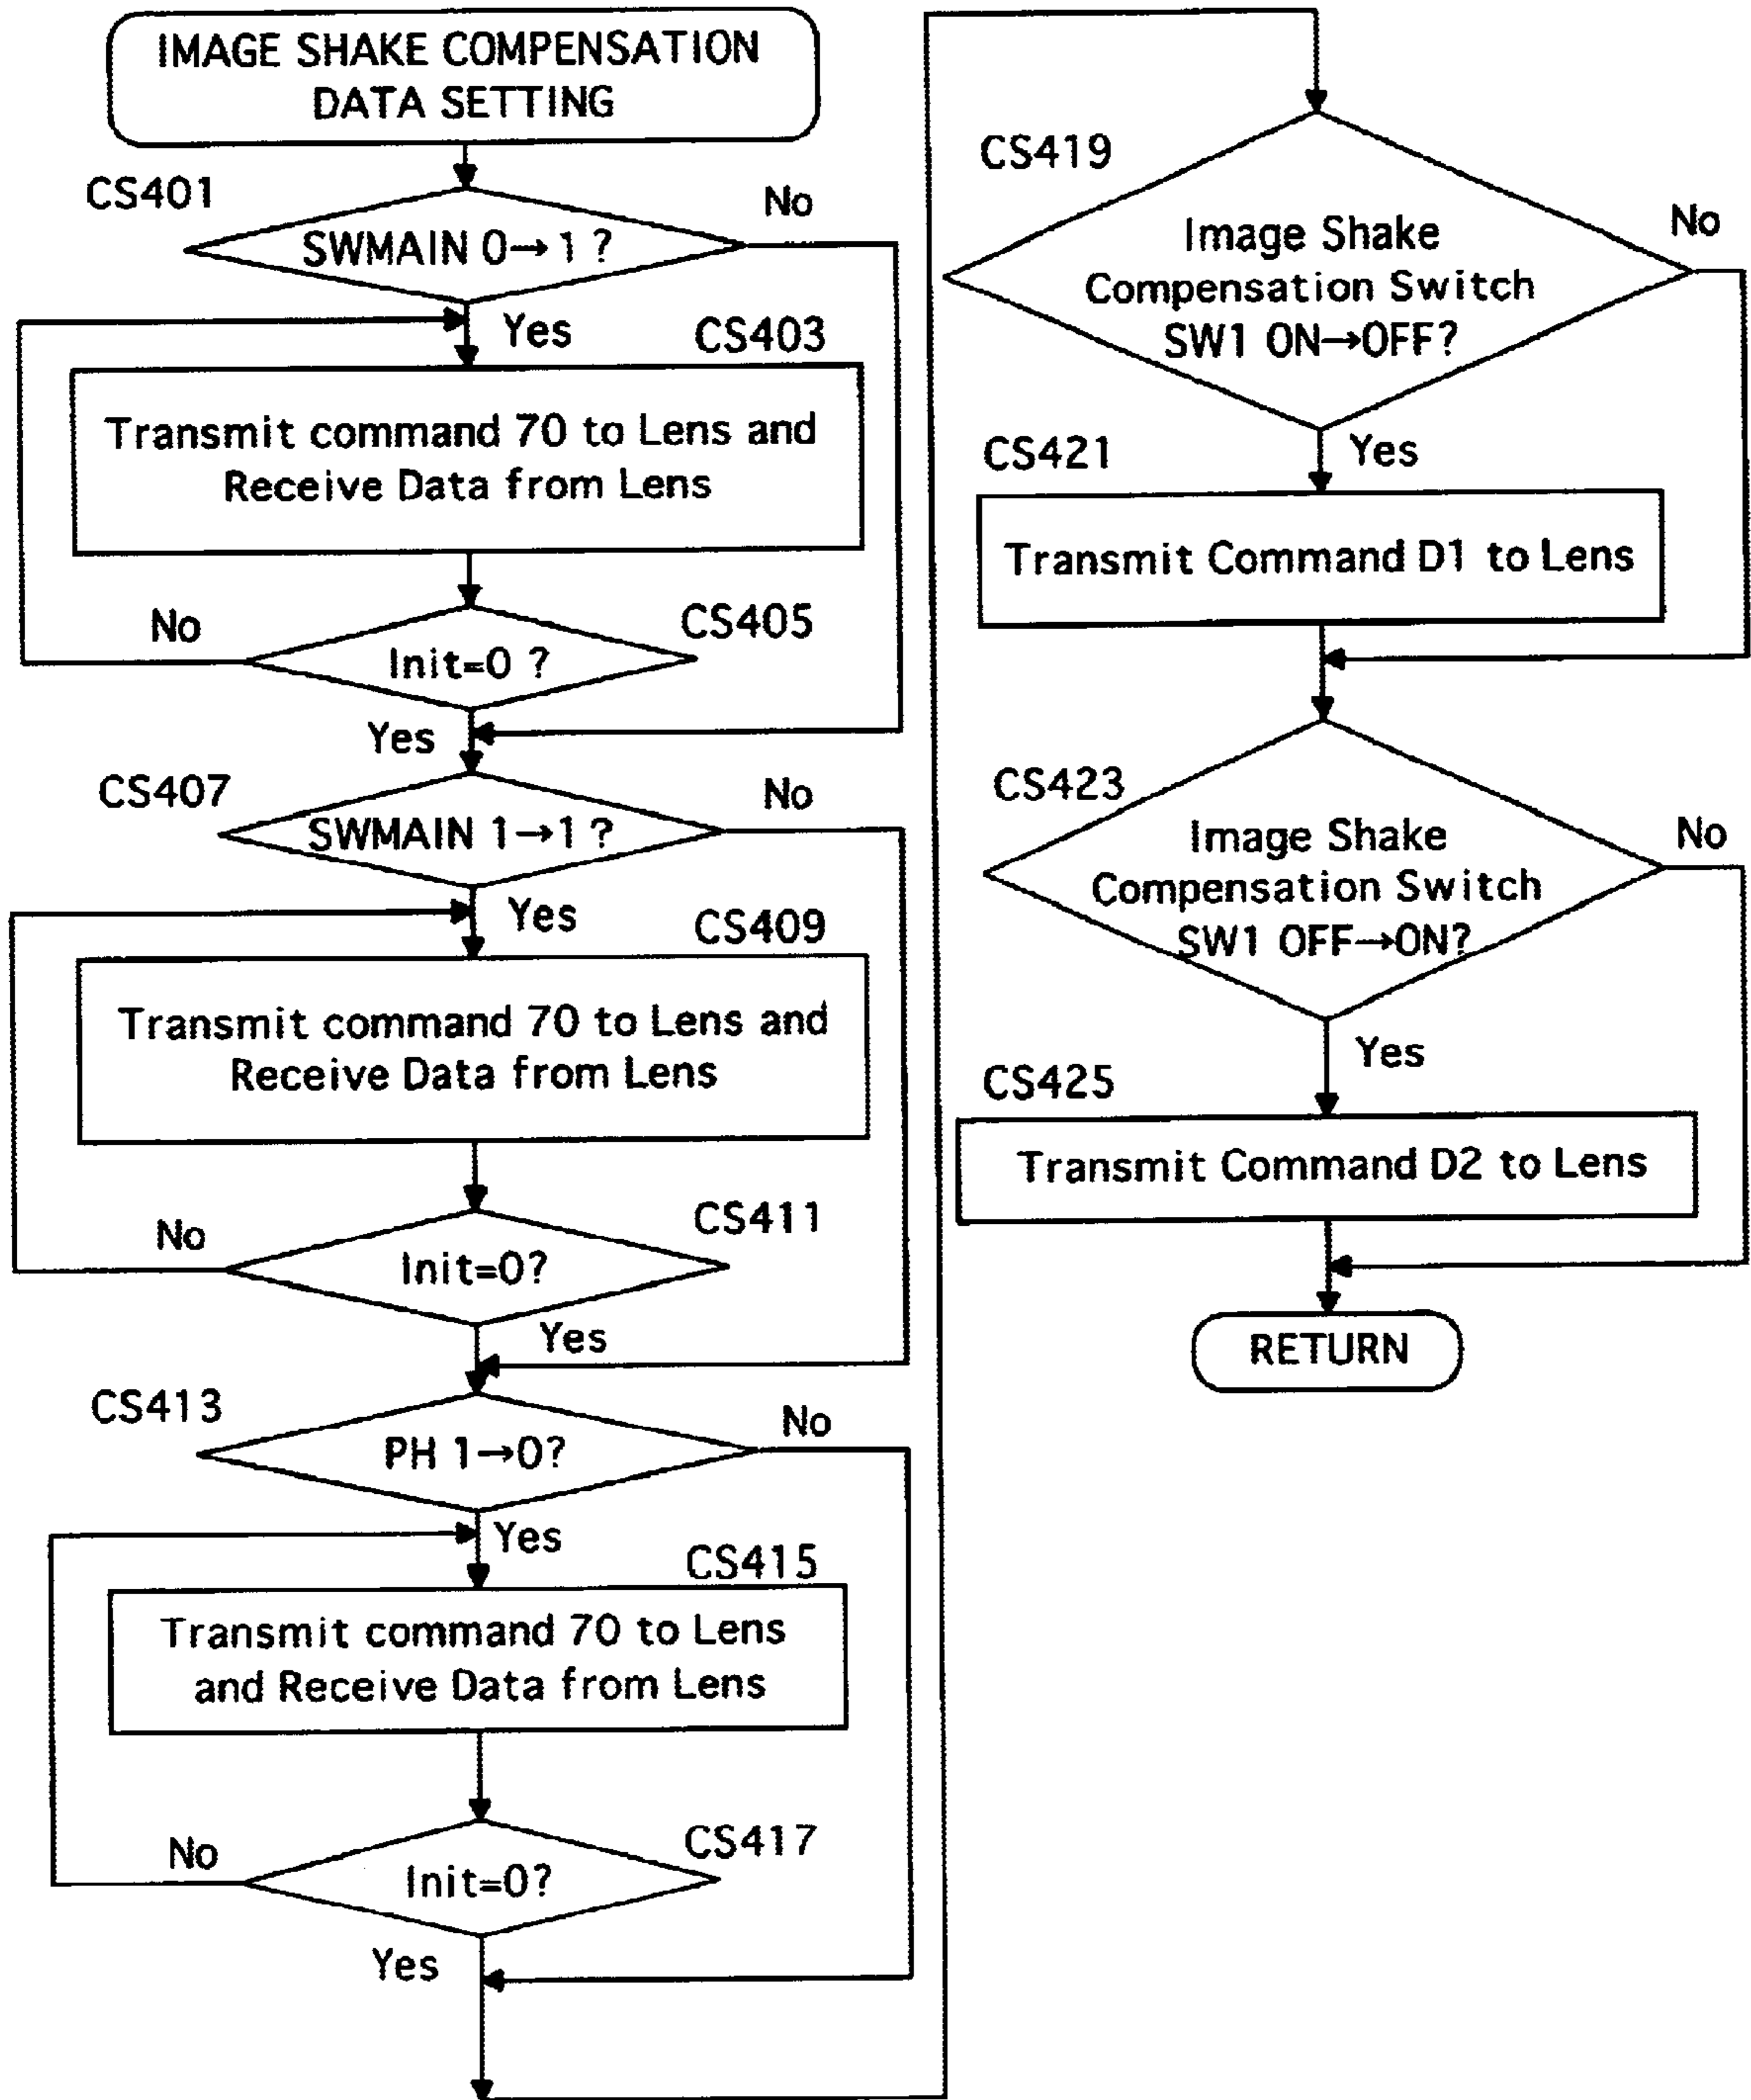 IMAGE SHAKE COMPENSATION
DATA SETTING
CS401
No
SWMAIN 0→1 ?
Yes
CS403
Transmit command 70 to Lens and
Receive Data from Lens
No
CS405
Init=0 ?
Yes
CS407
No
SWMAIN 1→1 ?
Yes
CS409
Transmit command 70 to Lens and
Receive Data from Lens
No
CS411
Init=0?
Yes
CS413
No
PH 1→0?
Yes
CS415
Transmit command 70 to Lens
and Receive Data from Lens
No
CS417
Init=0?
Yes
CS419
No
Image Shake
Compensation Switch
SW1 ON→OFF?
Yes
CS421
Transmit Command D1 to Lens
CS423
No
Image Shake
Compensation Switch
SW1 OFF→ON?
Yes
CS425
Transmit Command D2 to Lens
RETURN